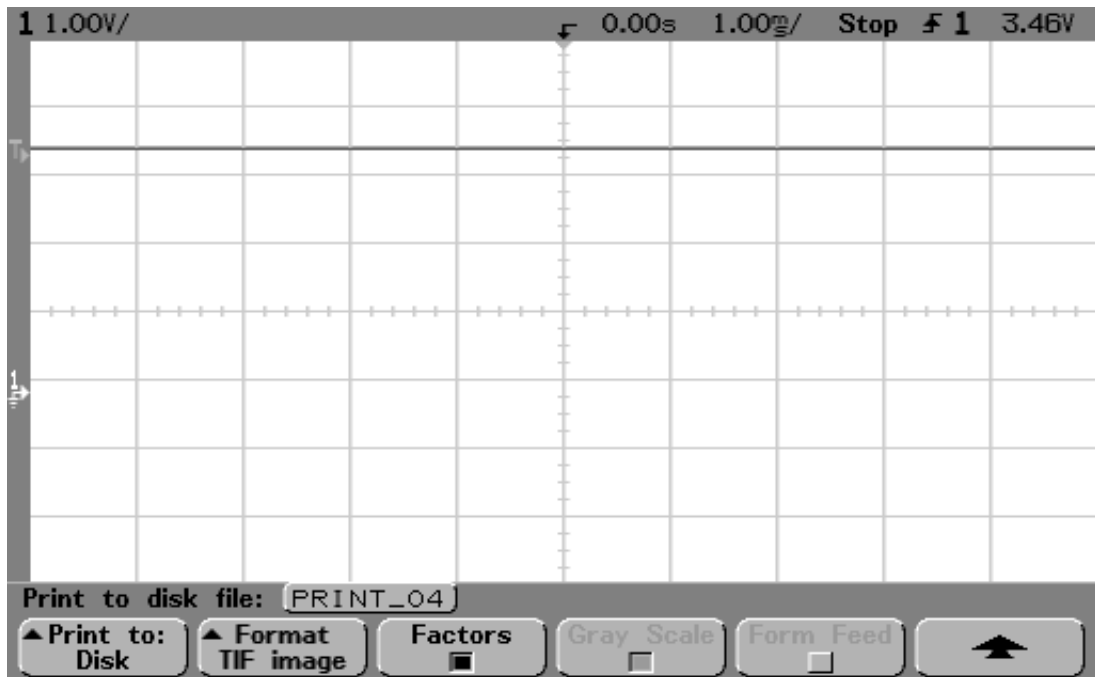 1 1.00V/ 0.00s 1.00ms/ Stop 1 3.46V
T
1
Print to disk file: PRINT_04
Print to: Disk
Format TIF image
Factors
Gray Scale
Form Feed